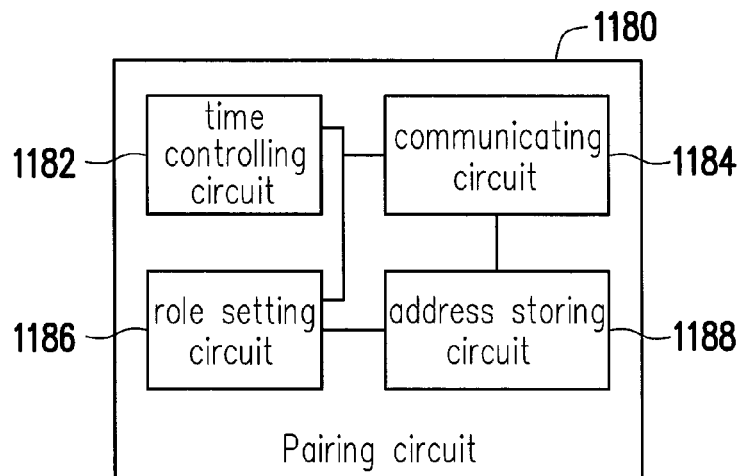 1180
time
controlling
circuit
1182
communicating
circuit
1184
role setting
circuit
1186
address storing
circuit
1188
Pairing circuit